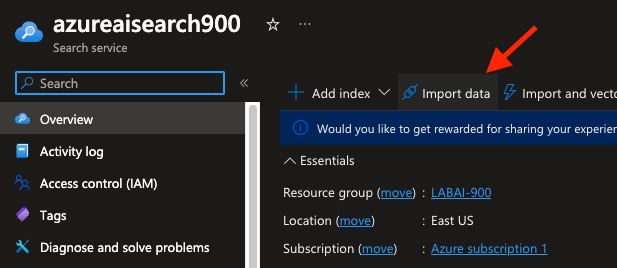 azureaisearch900
Search service
Search
Overview
Activity log
Access control (IAM)
Tags
Diagnose and solve problems
Add index
Import data
Import and vecto
Would you like to get rewarded for sharing your experien
Essentials
Resource group (move) : LABAI-900
Location (move) : East US
Subscription (move) : Azure subscription 1